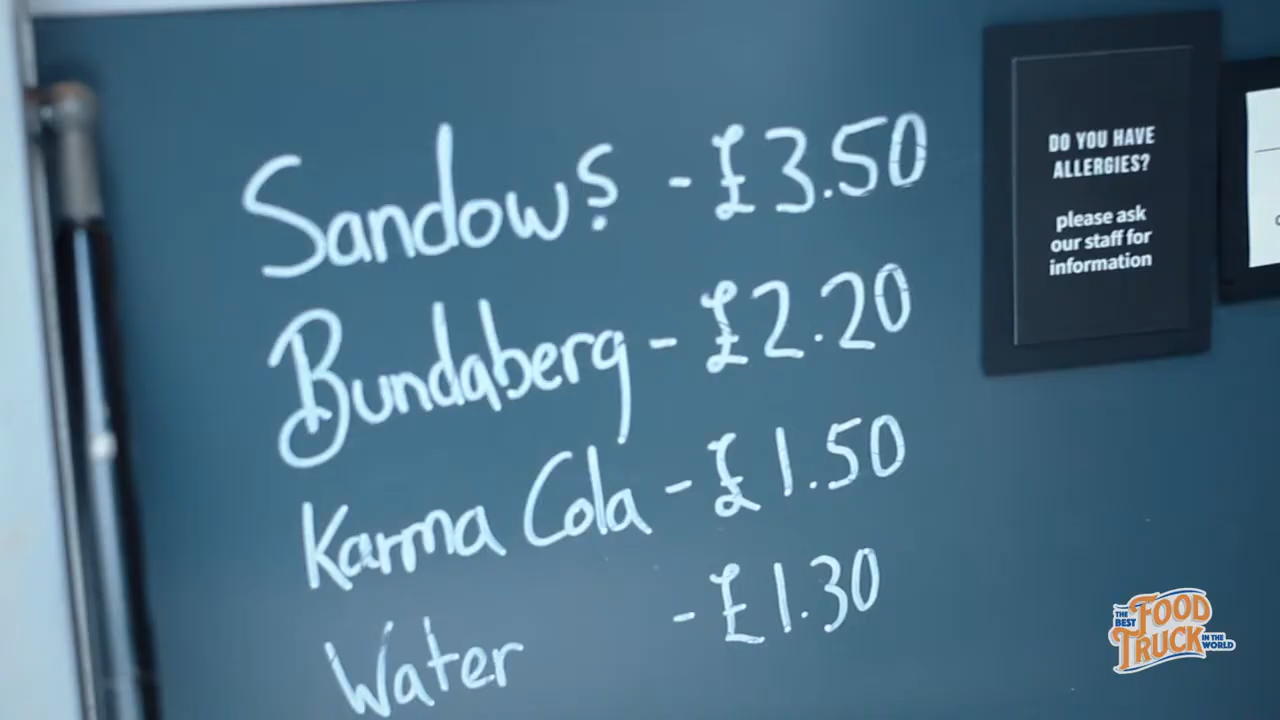 Sandows - £3.50
Bundaberg - £2.20
Karma Cola - £1.50
Water - £1.30
DO YOU HAVE
ALLERGIES?
please ask
our staff for
information
THE BEST FOOD
TRUCK IN THE WORLD